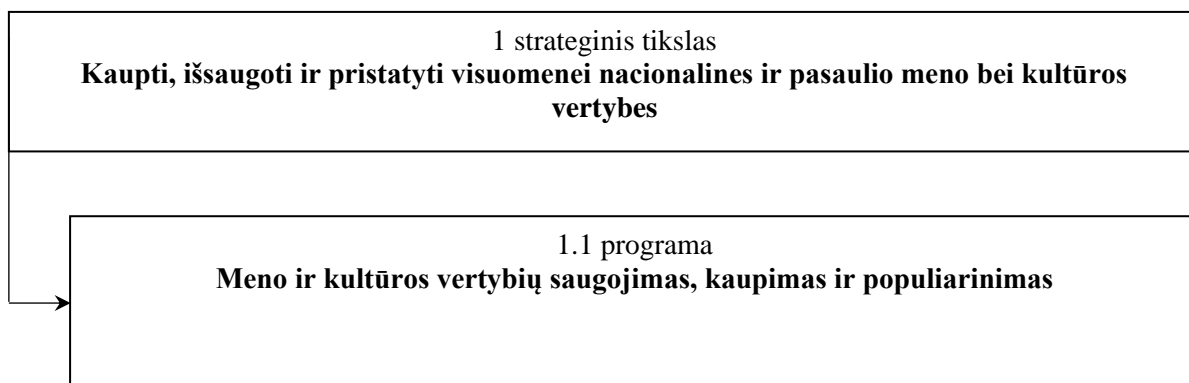 1 strateginis tikslas
Kaupti, išsaugoti ir pristatyti visuomenei nacionalines ir pasaulio meno bei kultūros
vertybes
1.1 programa
Meno ir kultūros vertybių saugojimas, kaupimas ir populiarinimas